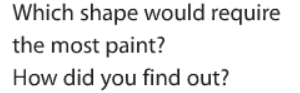 Which shape would require
the most paint?
How did you find out?